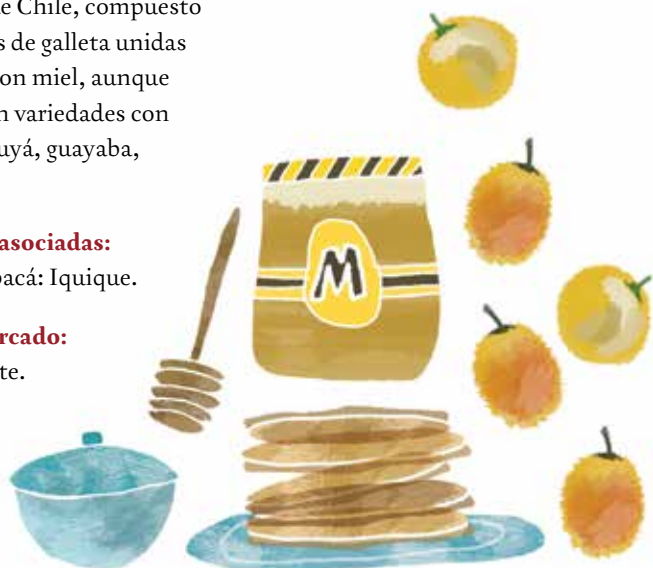 e Chile, compuesto
s de galleta unidas
on miel, aunque
n variedades con
uyá, guayaba,
asociadas:
pacá: Iquique.
rcado:
te.
M